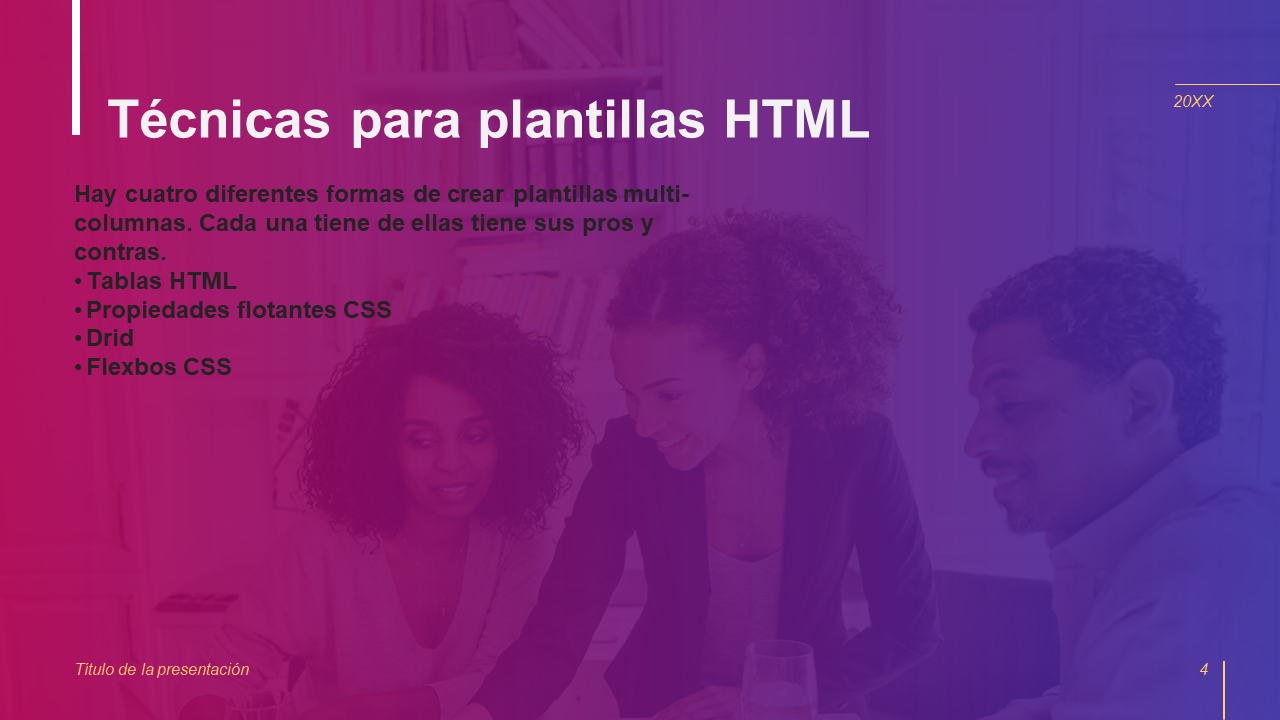 Técnicas para plantillas HTML
20XX
Hay cuatro diferentes formas de crear plantillas multi-
columnas. Cada una tiene de ellas tiene sus pros y
contras.
• Tablas HTML
• Propiedades flotantes CSS
• Drid
• Flexbos CSS
Título de la presentación
4